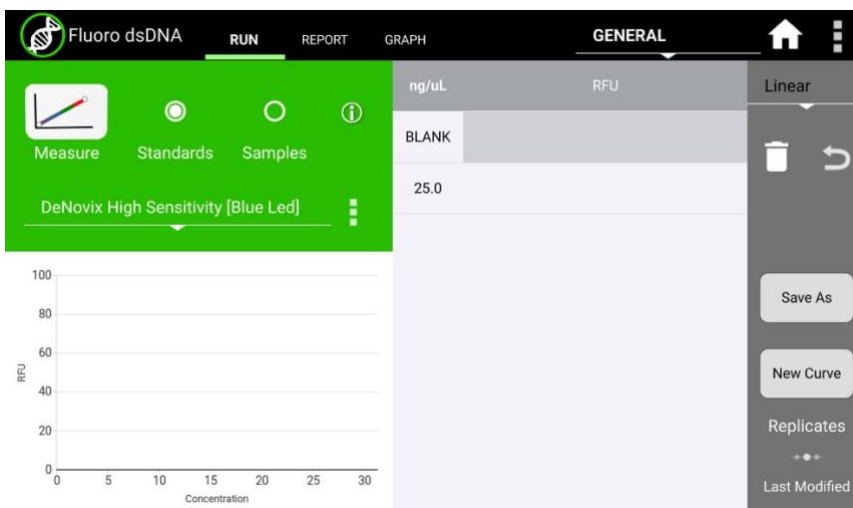 Fluoro dsDNA RUN REPORT GRAPH GENERAL
ng/uL RFU Linear
Measure Standards Samples
BLANK
25.0
DeNovix High Sensitivity [Blue Led]
100
80
60
40
20
0
RFU
0 5 10 15 20 25 30
Concentration
Save As
New Curve
Replicates
Last Modified